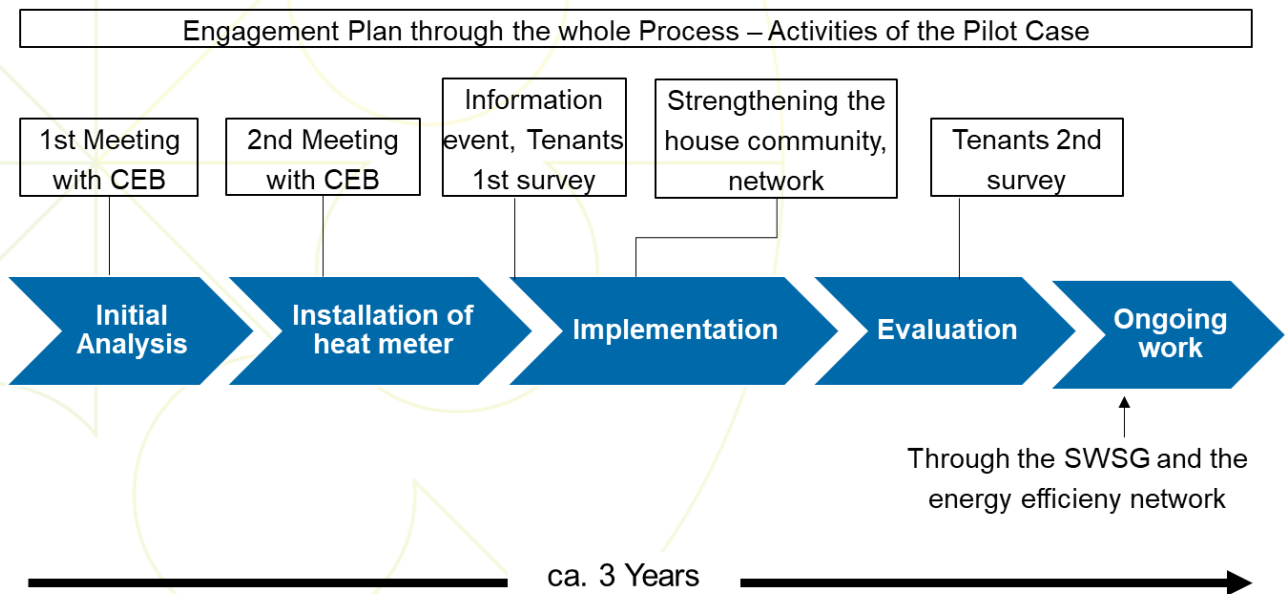 Engagement Plan through the whole Process – Activities of the Pilot Case
1st Meeting
with CEB
2nd Meeting
with CEB
Information
event, Tenants
1st survey
Strengthening the
house community,
network
Tenants 2nd
survey
Initial
Analysis
Installation of
heat meter
Implementation
Evaluation
Ongoing
work
Through the SWSG and the
energy efficieny network
ca. 3 Years